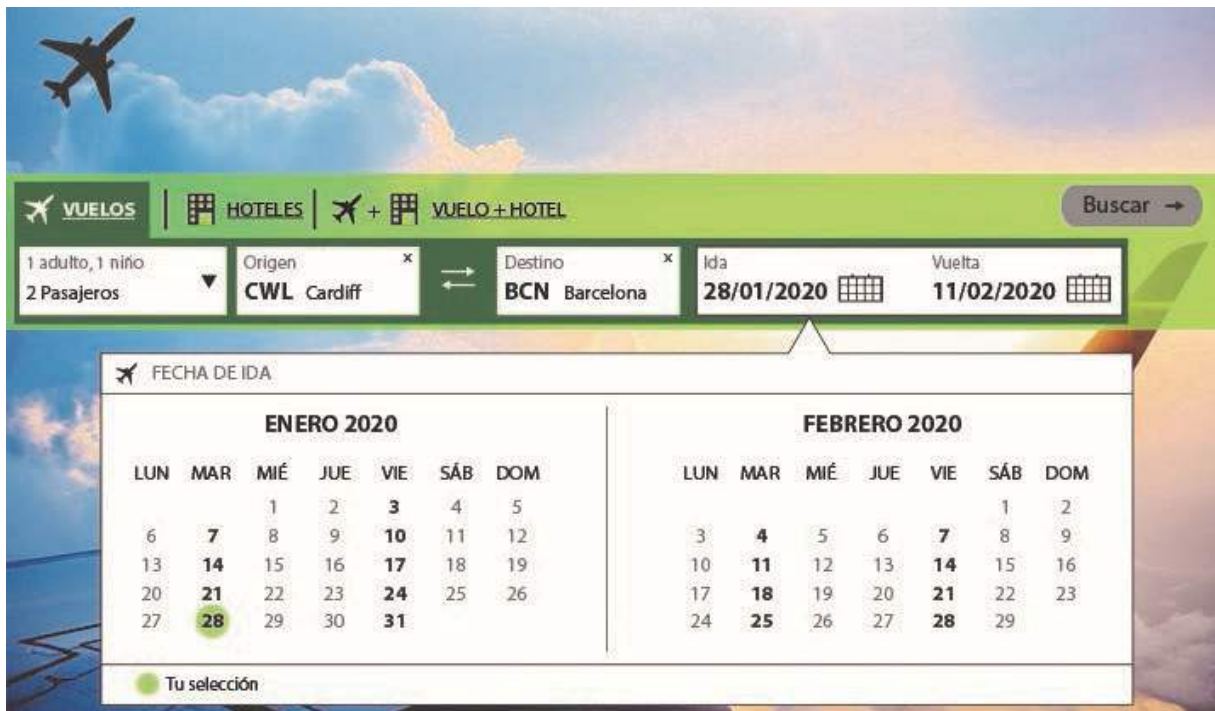 VUELOS HOTELES + VUELO + HOTEL Buscar
1 adulto, 1 niño Origen x Destino x Ida Vuelta
2 Pasajeros CWL Cardiff BCN Barcelona 28/01/2020 11/02/2020
FECHA DE IDA
ENERO 2020
LUN MAR MIÉ JUE VIE SÁB DOM
1 2 3 4 5
6 7 8 9 10 11 12
13 14 15 16 17 18 19
20 21 22 23 24 25 26
27 28 29 30 31
FEBRERO 2020
LUN MAR MIÉ JUE VIE SÁB DOM
1 2
3 4 5 6 7 8 9
10 11 12 13 14 15 16
17 18 19 20 21 22 23
24 25 26 27 28 29
Tu selección